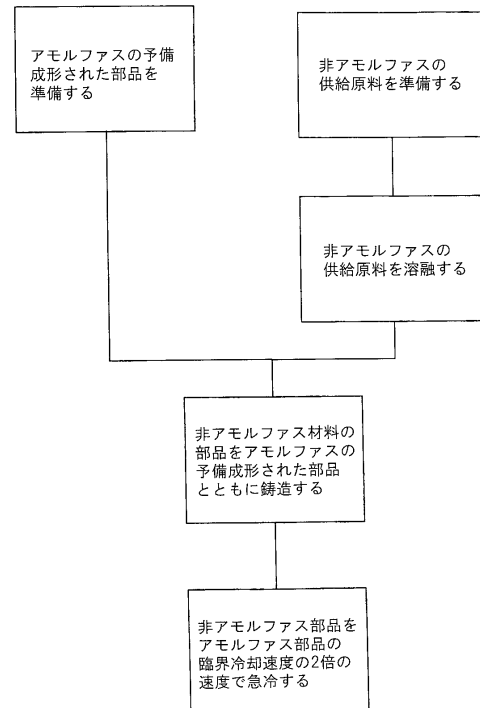 アモルファスの予備
成形された部品を
準備する
非アモルファスの
供給原料を準備する
非アモルファスの
供給原料を溶融する
非アモルファス材料の
部品をアモルファスの
予備成形された部品
とともに鋳造する
非アモルファス部品を
アモルファス部品の
臨界冷却速度の2倍の
速度で急冷する